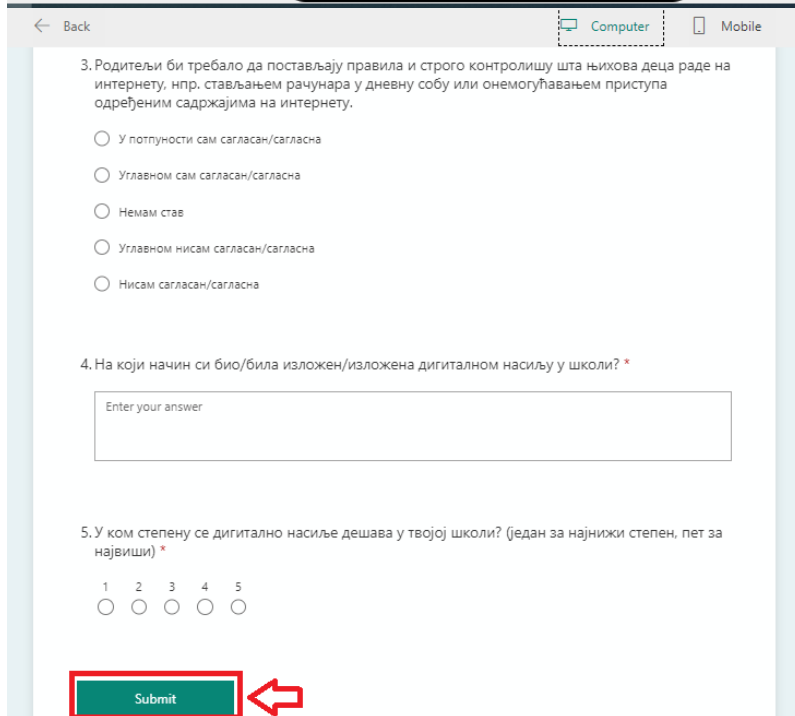 Back
Computer
Mobile
3. Родитељи би требало да постављају правила и строго контролишу шта њихова деца раде на
интернету, нпр. стављањем рачунара у дневну собу или онемогућавањем приступа
одређеним садржајима на интернету.
У потпуности сам сагласан/сагласна
Углавном сам сагласан/сагласна
Немам став
Углавном нисам сагласан/сагласна
Нисам сагласан/сагласна
4. На који начин си био/била изложен/изложена дигиталном насиљу у школи? *
Enter your answer
5. У ком степену се дигитално насиље дешава у твојој школи? (један за најнижи степен, пет за
највиши) *
1 2 3 4 5
Submit